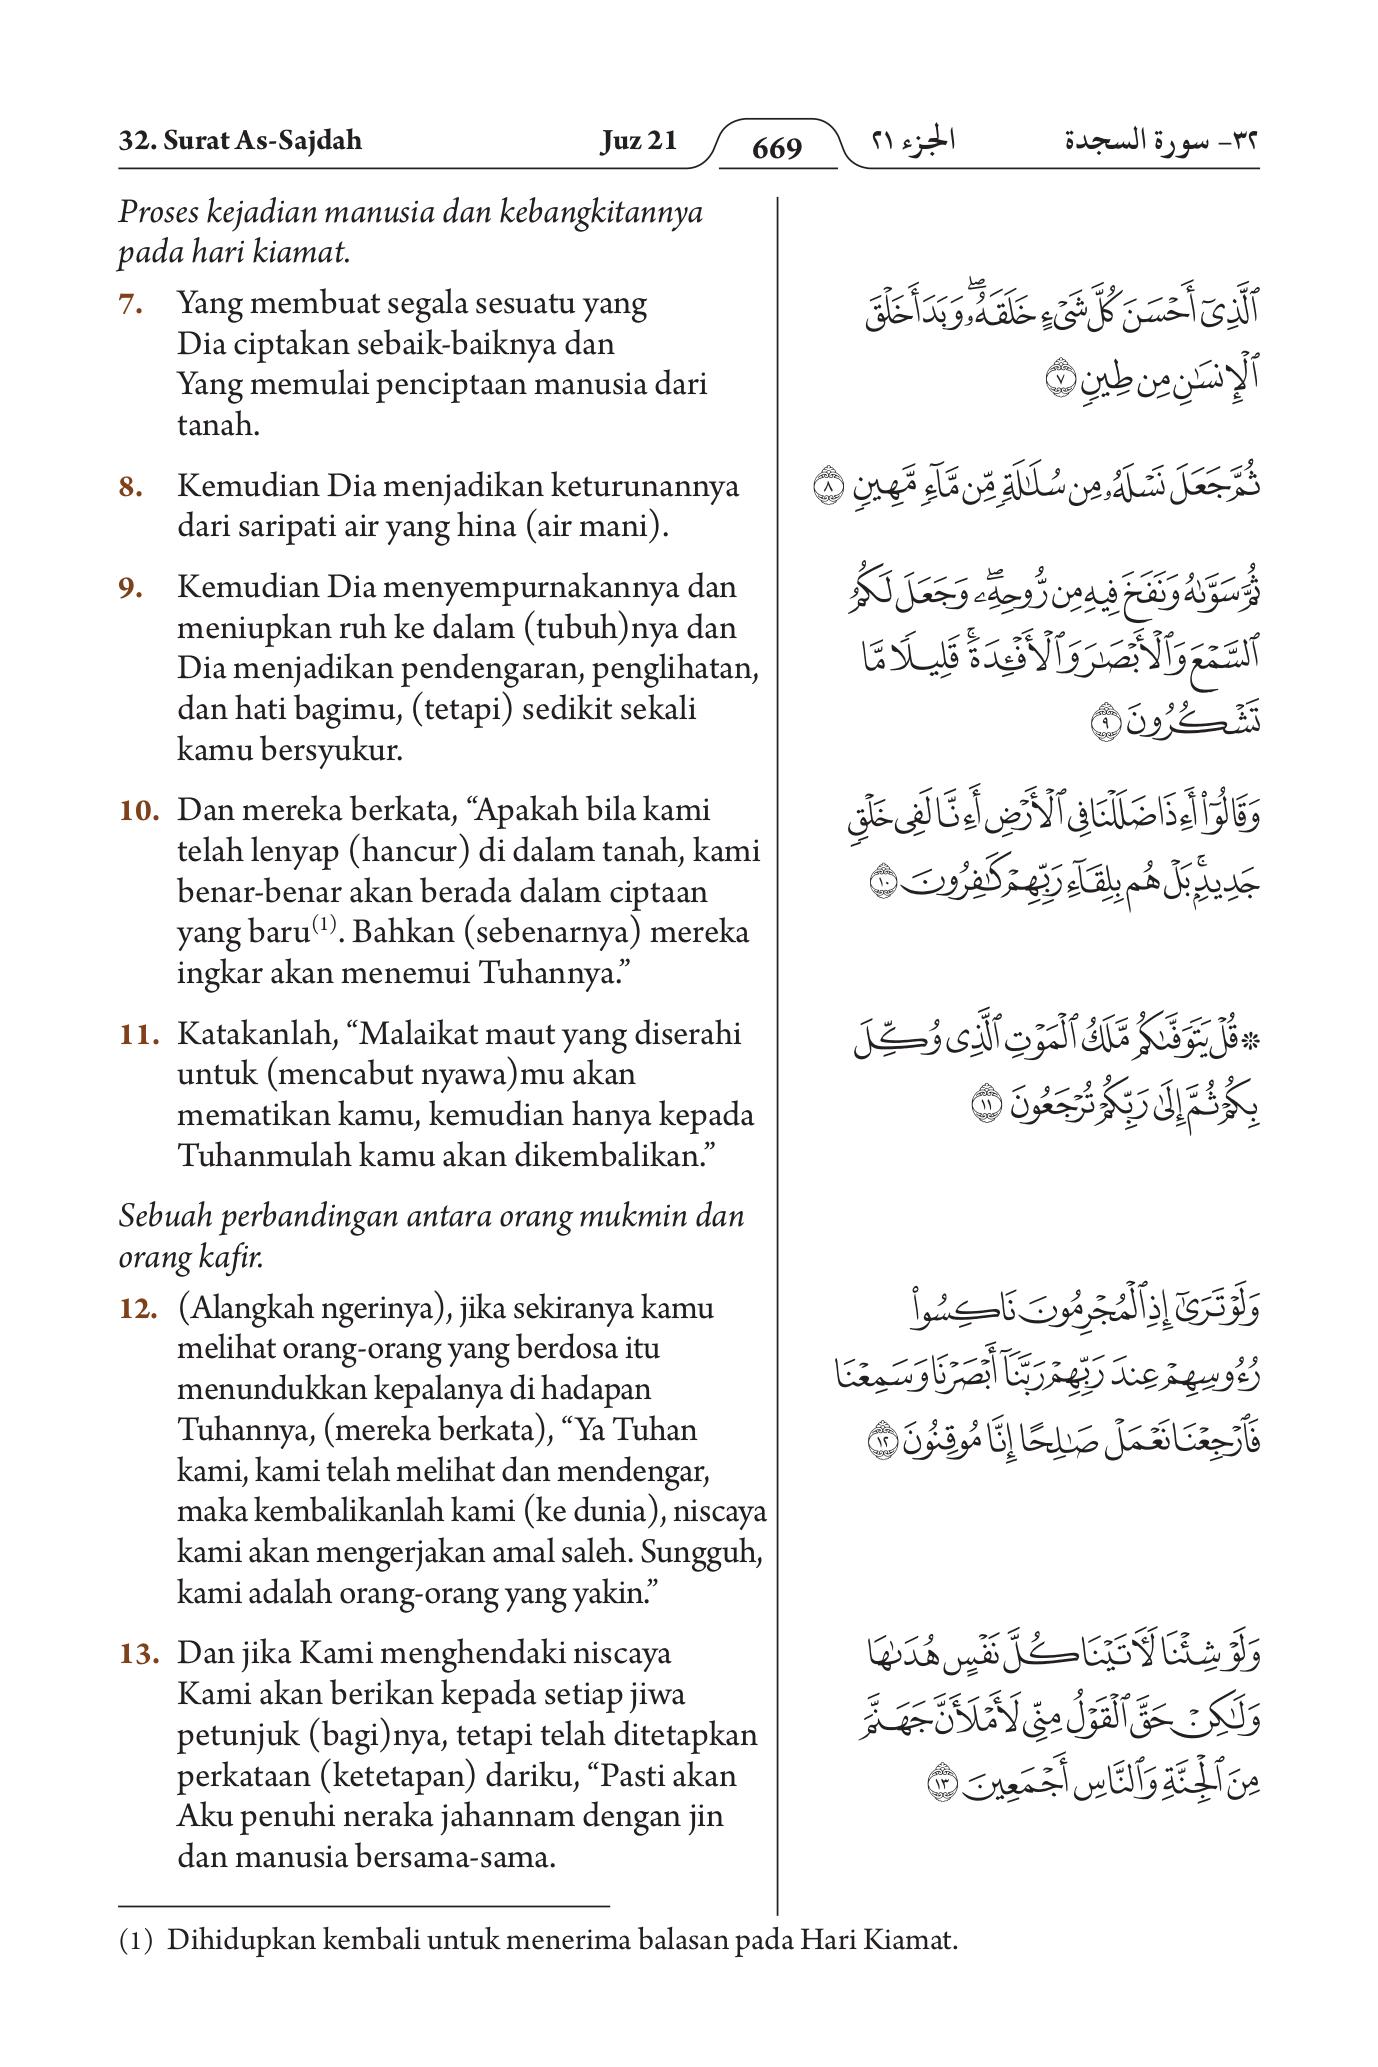 32. Surat As-Sajdah
Juz 21
669
الجزء ٢١
٣٢- سورة السجدة
Proses kejadian manusia dan kebangkitannya
pada hari kiamat.
7. Yang membuat segala sesuatu yang
Dia ciptakan sebaik-baiknya dan
Yang memulai penciptaan manusia dari
tanah.
8. Kemudian Dia menjadikan keturunannya
dari saripati air yang hina (air mani).
9. Kemudian Dia menyempurnakannya dan
meniupkan ruh ke dalam (tubuh)nya dan
Dia menjadikan pendengaran, penglihatan,
dan hati bagimu, (tetapi) sedikit sekali
kamu bersyukur.
10. Dan mereka berkata, “Apakah bila kami
telah lenyap (hancur) di dalam tanah, kami
benar-benar akan berada dalam ciptaan
yang baru(1). Bahkan (sebenarnya) mereka
ingkar akan menemui Tuhannya.”
11. Katakanlah, “Malaikat maut yang diserahi
untuk (mencabut nyawa)mu akan
mematikan kamu, kemudian hanya kepada
Tuhanmulah kamu akan dikembalikan.”
Sebuah perbandingan antara orang mukmin dan
orang kafir.
12. (Alangkah ngerinya), jika sekiranya kamu
melihat orang-orang yang berdosa itu
menundukkan kepalanya di hadapan
Tuhannya, (mereka berkata), “Ya Tuhan
kami, kami telah melihat dan mendengar,
maka kembalikanlah kami (ke dunia), niscaya
kami akan mengerjakan amal saleh. Sungguh,
kami adalah orang-orang yang yakin.”
13. Dan jika Kami menghendaki niscaya
Kami akan berikan kepada setiap jiwa
petunjuk (bagi)nya, tetapi telah ditetapkan
perkataan (ketetapan) dariku, “Pasti akan
Aku penuhi neraka jahannam dengan jin
dan manusia bersama-sama.
ٱلَّذِىٓ أَحْسَنَ كُلَّ شَىْءٍ خَلَقَهُۥۖ وَبَدَأَ خَلْقَ
ٱلْإِنسَٰنِ مِن طِينٍ ٧
ثُمَّ جَعَلَ نَسْلَهُۥ مِن سُلَٰلَةٍ مِّن مَّآءٍ مَّهِينٍ ٨
ثُمَّ سَوَّىٰهُ وَنَفَخَ فِيهِ مِن رُّوحِهِۦۖ وَجَعَلَ لَكُمُ
ٱلسَّمْعَ وَٱلْأَبْصَٰرَ وَٱلْأَفْـِٔدَةَۚ قَلِيلًا مَّا
تَشْكُرُونَ ٩
وَقَالُوٓا۟ أَءِذَا ضَلَلْنَا فِى ٱلْأَرْضِ أَءِنَّا لَفِى خَلْقٍ
جَدِيدٍۭۚ بَلْ هُم بِلِقَآءِ رَبِّهِمْ كَٰفِرُونَ ١٠
۞ قُلْ يَتَوَفَّىٰكُم مَّلَكُ ٱلْمَوْتِ ٱلَّذِى وُكِّلَ
بِكُمْ ثُمَّ إِلَىٰ رَبِّكُمْ تُرْجَعُونَ ١١
وَلَوْ تَرَىٰٓ إِذِ ٱلْمُجْرِمُونَ نَاكِسُوا۟
رُءُوسِهِمْ عِندَ رَبِّهِمْ رَبَّنَآ أَبْصَرْنَا وَسَمِعْنَا
فَٱرْجِعْنَا نَعْمَلْ صَٰلِحًا إِنَّا مُوقِنُونَ ١٢
وَلَوْ شِئْنَا لَـَٔاتَيْنَا كُلَّ نَفْسٍ هُدَىٰهَا
وَلَٰكِنْ حَقَّ ٱلْقَوْلُ مِنِّى لَأَمْلَأَنَّ جَهَنَّمَ
مِنَ ٱلْجِنَّةِ وَٱلنَّاسِ أَجْمَعِينَ ١٣
(1) Dihidupkan kembali untuk menerima balasan pada Hari Kiamat.